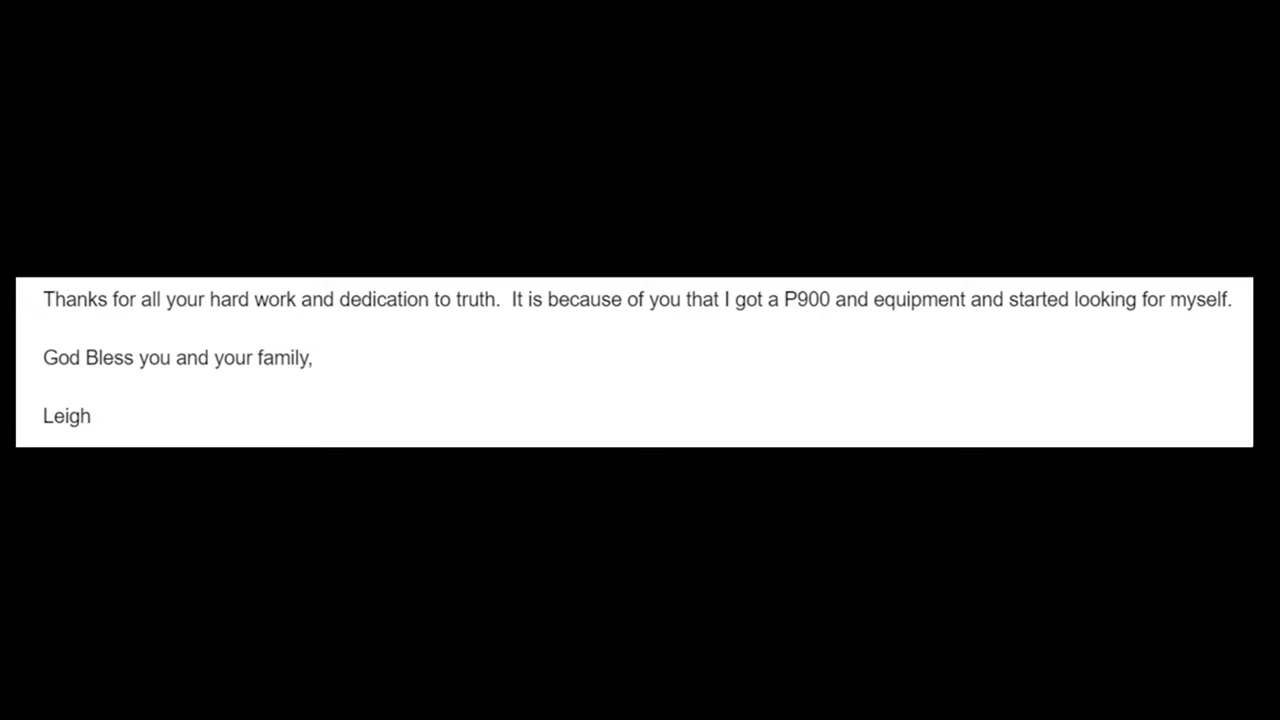 Thanks for all your hard work and dedication to truth.  It is because of you that I got a P900 and equipment and started looking for myself.
God Bless you and your family,
Leigh